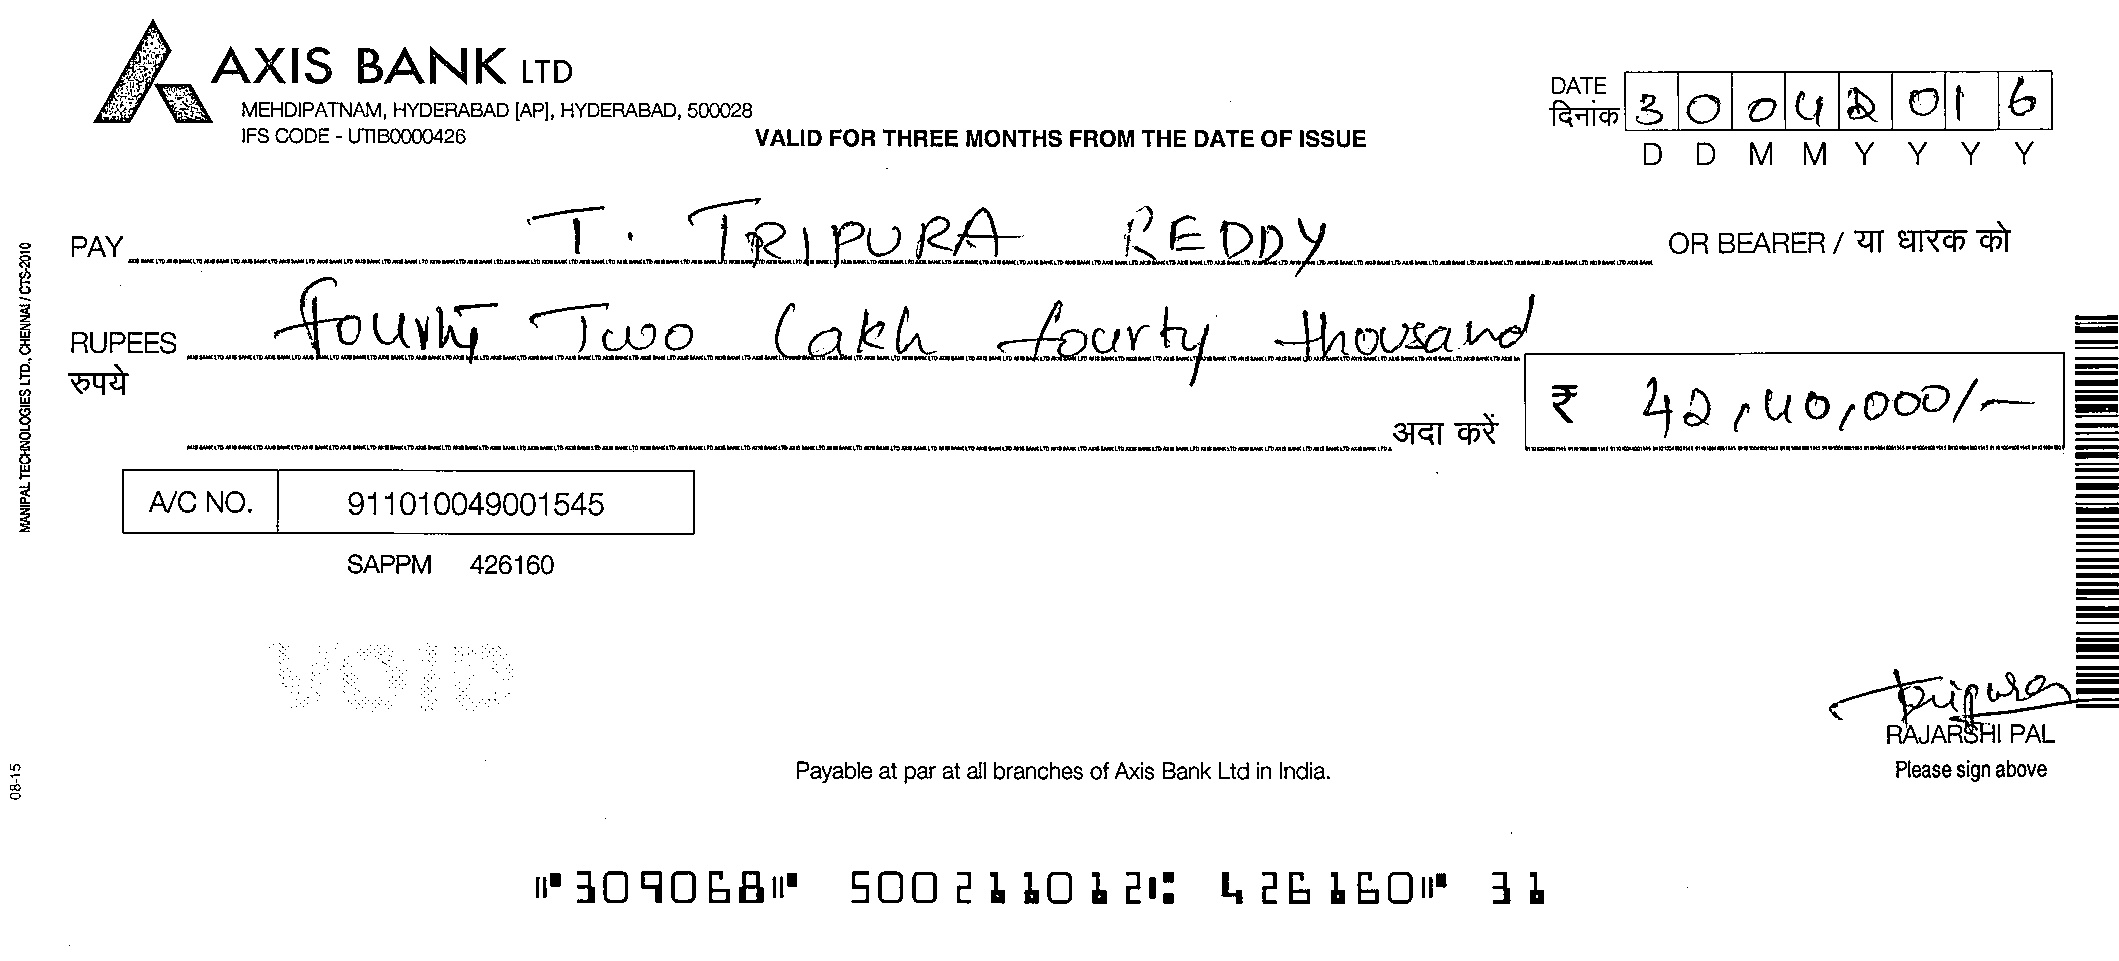 AXIS BANK LTD
MEHDIPATNAM, HYDERABAD [AP], HYDERABAD, 500028
IFS CODE - UTIB0000426
VALID FOR THREE MONTHS FROM THE DATE OF ISSUE
DATE
दिनांक
3 0 0 4 2 0 1 6
D D M M Y Y Y Y
PAY T. TRIPURA REDDY OR BEARER / या धारक को
RUPEES fourty Two Lakh fourty thousand
रुपये
अदा करें ₹ 42,40,000/-
A/C NO. 911010049001545
SAPPM 426160
VOID
RAJARSHI PAL
Please sign above
Payable at par at all branches of Axis Bank Ltd in India.
⑈309068⑈ 500211012⑆ 426160⑈ 31
MANIPAL TECHNOLOGIES LTD., CHENNAI / CTS-2010
08-15